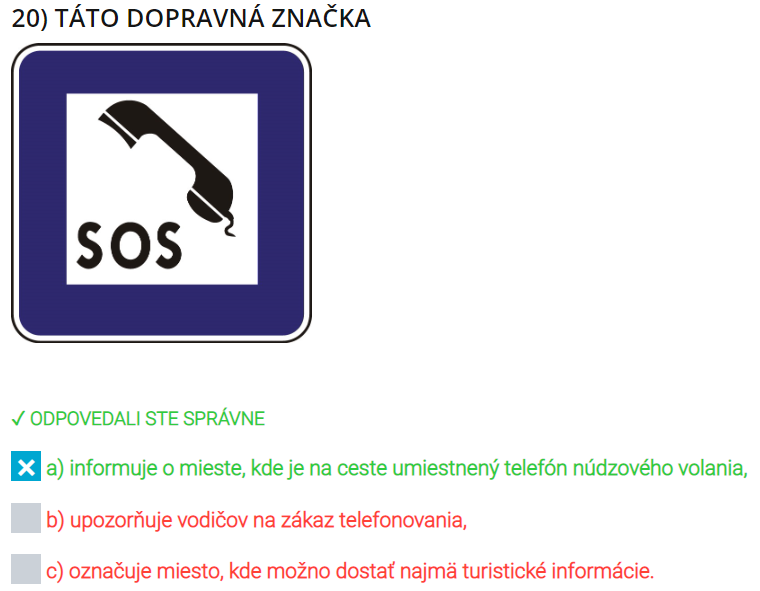 20) TÁTO DOPRAVNÁ ZNAČKA
SOS
✓ ODPOVEDALI STE SPRÁVNE
a) informuje o mieste, kde je na ceste umiestnený telefón núdzového volania,
b) upozorňuje vodičov na zákaz telefonovania,
c) označuje miesto, kde možno dostať najmä turistické informácie.